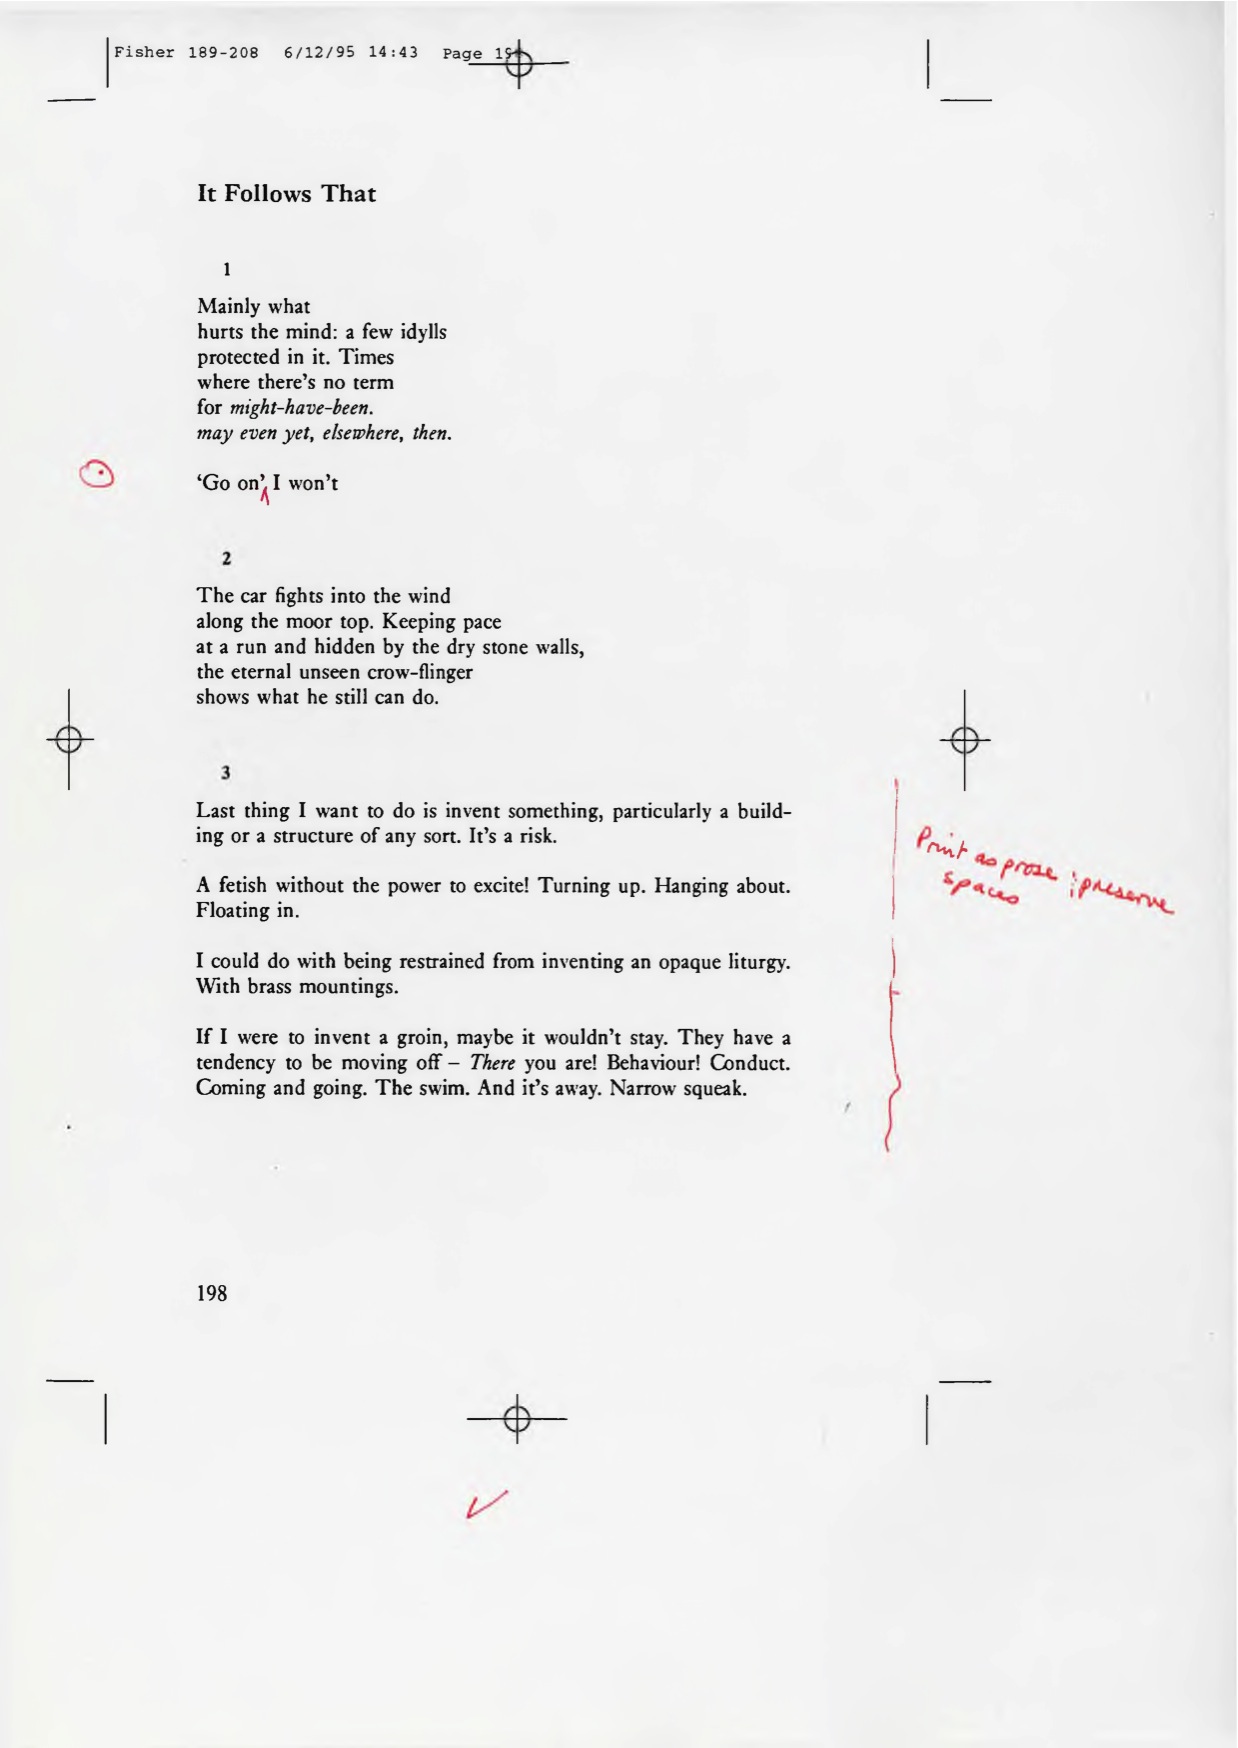 Fisher 189-208 6/12/95 14:43 Page
It Follows That
1
Mainly what
hurts the mind: a few idylls
protected in it. Times
where there's no term
for might-have-been.
may even yet, elsewhere, then.
‘Go on’ I won't
2
The car fights into the wind
along the moor top. Keeping pace
at a run and hidden by the dry stone walls,
the eternal unseen crow-flinger
shows what he still can do.
3
Last thing I want to do is invent something, particularly a build-
ing or a structure of any sort. It's a risk.
A fetish without the power to excite! Turning up. Hanging about.
Floating in.
I could do with being restrained from inventing an opaque liturgy.
With brass mountings.
If I were to invent a groin, maybe it wouldn't stay. They have a
tendency to be moving off – There you are! Behaviour! Conduct.
Coming and going. The swim. And it's away. Narrow squeak.
Print as prose; preserve
spaces
198